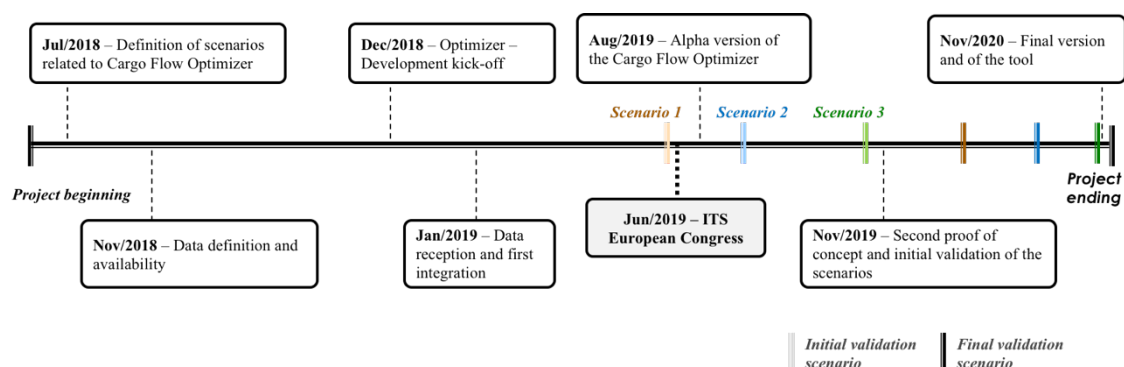 Jul/2018 – Definition of scenarios
related to Cargo Flow Optimizer
Dec/2018 – Optimizer –
Development kick-off
Aug/2019 – Alpha version of
the Cargo Flow Optimizer
Nov/2020 – Final version
and of the tool
Scenario 1
Scenario 2
Scenario 3
Project beginning
Project
ending
Nov/2018 – Data definition and
availability
Jan/2019 – Data
reception and first
integration
Jun/2019 – ITS
European Congress
Nov/2019 – Second proof of
concept and initial validation of the
scenarios
Initial validation
scenario
Final validation
scenario